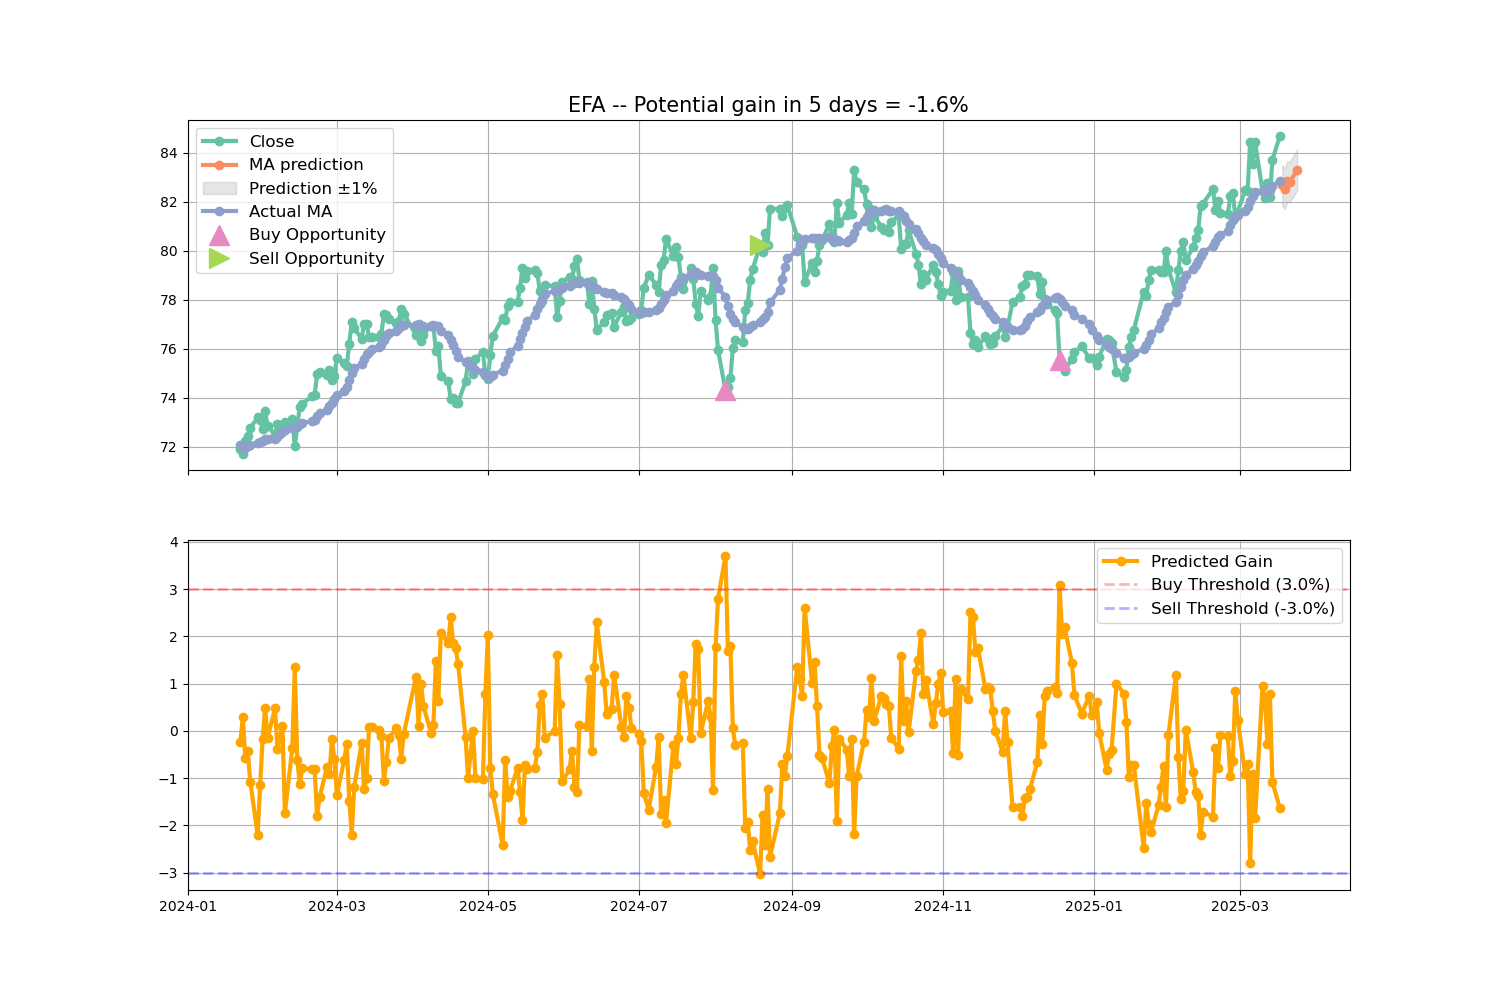 EFA -- Potential gain in 5 days = -1.6%
Close
MA prediction
Prediction ±1%
Actual MA
Buy Opportunity
Sell Opportunity
84
82
80
78
76
74
72
Predicted Gain
Buy Threshold (3.0%)
Sell Threshold (-3.0%)
4
3
2
1
0
−1
−2
−3
2024-01 2024-03 2024-05 2024-07 2024-09 2024-11 2025-01 2025-03